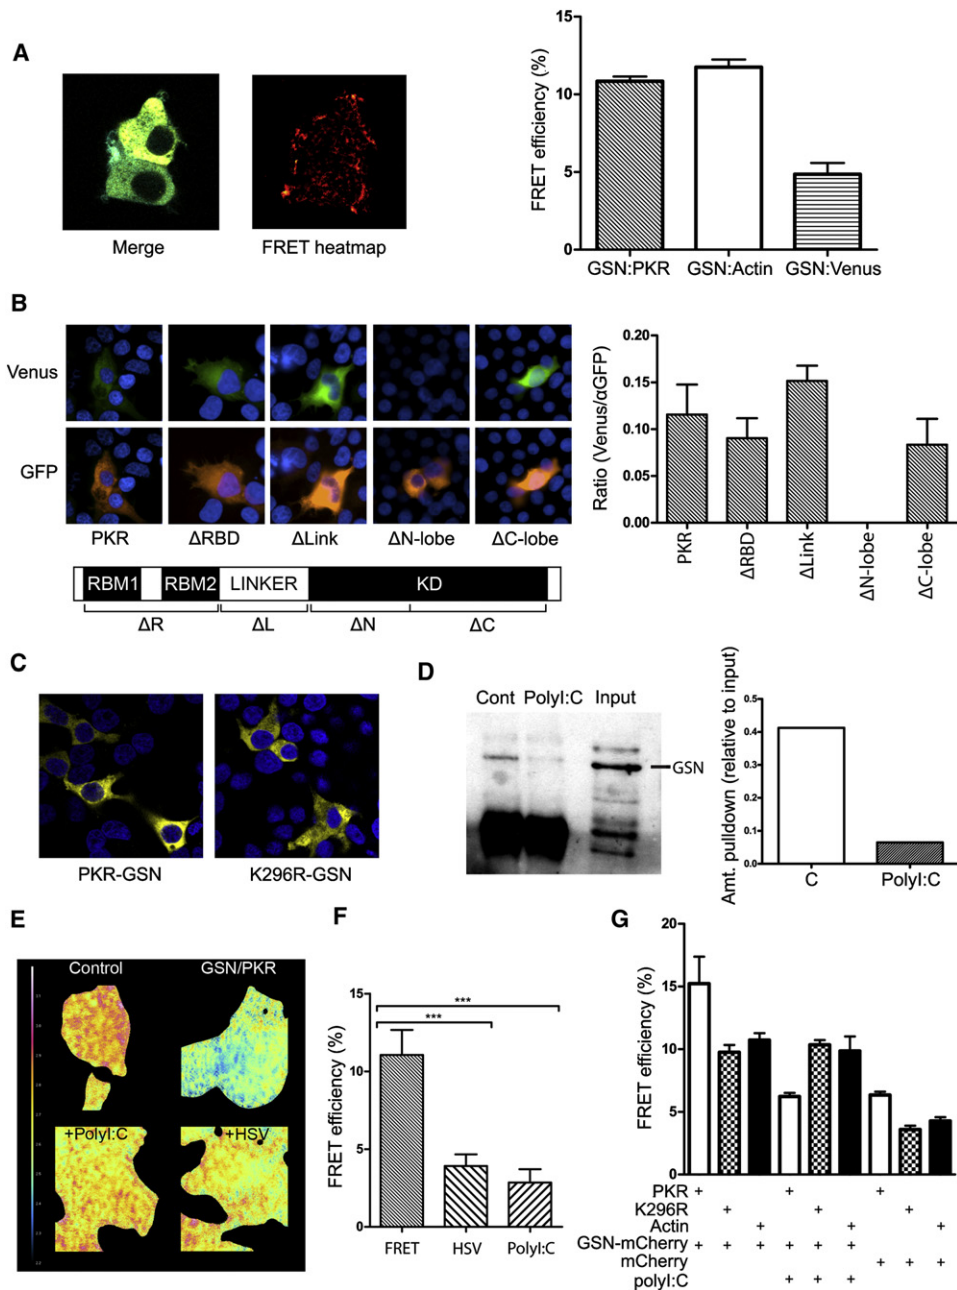 A
Merge
FRET heatmap
FRET efficiency (%)
15
10
5
0
GSN:PKR
GSN:Actin
GSN:Venus
B
Venus
GFP
PKR
ΔRBD
ΔLink
ΔN-lobe
ΔC-lobe
RBM1
RBM2
LINKER
KD
ΔR
ΔL
ΔN
ΔC
Ratio (Venus/αGFP)
0.20
0.15
0.10
0.05
0.00
PKR
ΔRBD
ΔLink
ΔN-lobe
ΔC-lobe
C
PKR-GSN
K296R-GSN
D
Cont
PolyI:C
Input
GSN
Amt. pulldown (relative to input)
0.4
0.3
0.2
0.1
0.0
C
PolyI:C
E
Control
GSN/PKR
+PolyI:C
+HSV
F
FRET efficiency (%)
15
10
5
0
***
***
FRET
HSV
PolyI:C
G
FRET efficiency (%)
20
15
10
5
0
PKR + + +
K296R + + +
Actin + + +
GSN-mCherry + + + + + +
mCherry + + +
polyI:C + + +